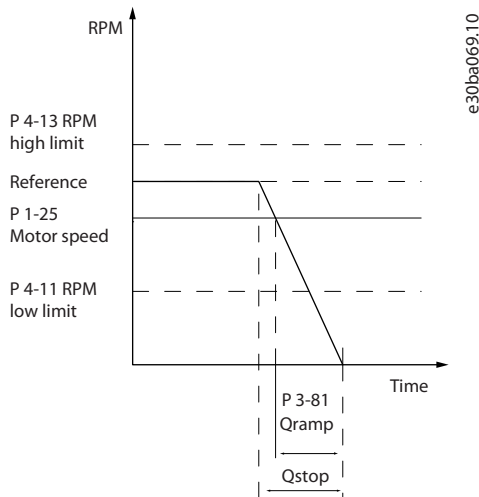 RPM
P 4-13 RPM
high limit
Reference
P 1-25
Motor speed
P 4-11 RPM
low limit
Time
P 3-81
Qramp
Qstop
e30ba069.10